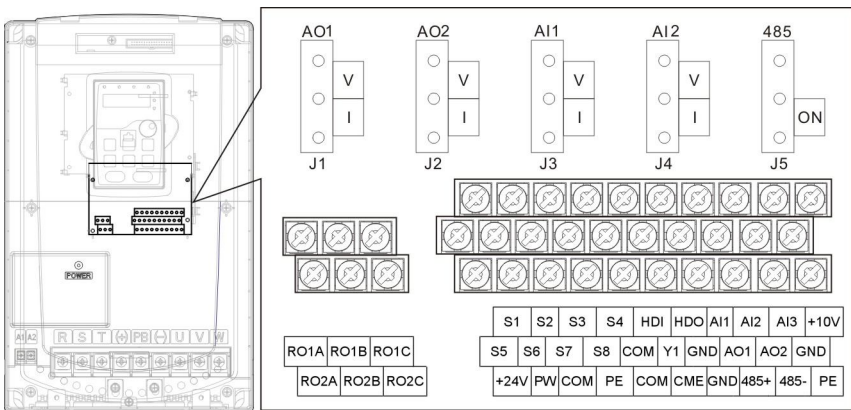 AO1 AO2 AI1 AI2 485
V V V V
I I I I ON
J1 J2 J3 J4 J5
POWER
A1 A2 R S T (+) PB (-) U V W
S1 S2 S3 S4 HDI HDO AI1 AI2 AI3 +10V
RO1A RO1B RO1C S5 S6 S7 S8 COM Y1 GND AO1 AO2 GND
RO2A RO2B RO2C +24V PW COM PE COM CME GND 485+ 485- PE